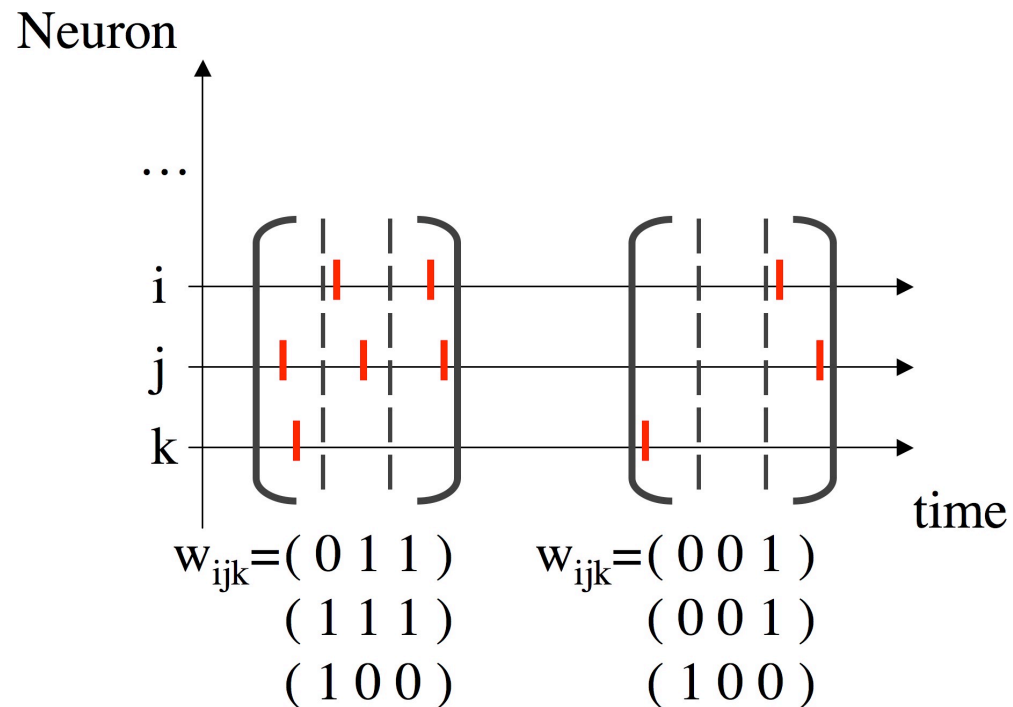 Neuron
...
i
j
k
time
w_ijk=( 0 1 1 ) w_ijk=( 0 0 1 )
( 1 1 1 ) ( 0 0 1 )
( 1 0 0 ) ( 1 0 0 )